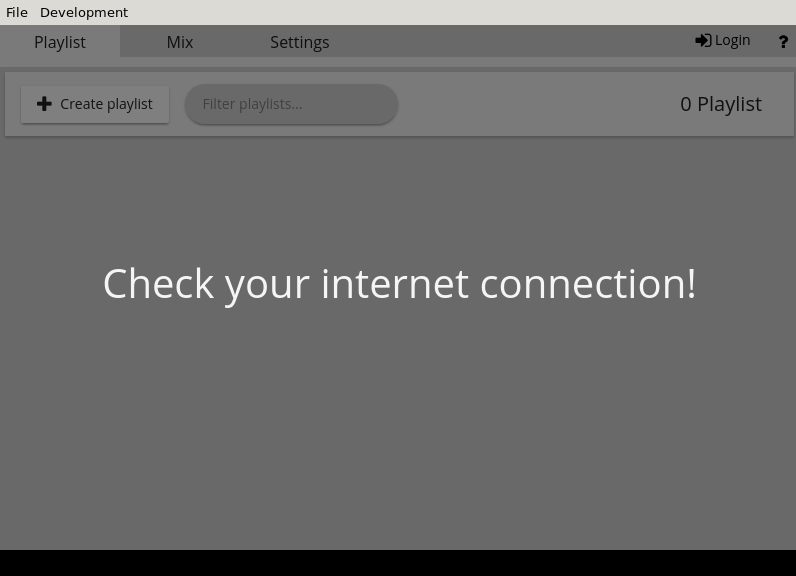 File Development
Playlist Mix Settings Login ?
Create playlist Filter playlists... 0 Playlist
Check your internet connection!